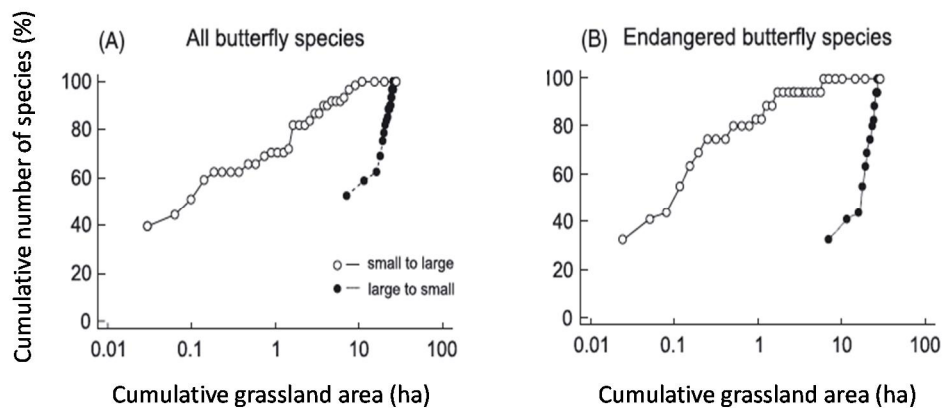 (A) All butterfly species
(B) Endangered butterfly species
Cumulative number of species (%)
100
80
60
40
20
0
small to large
large to small
0.01 0.1 1 10 100
Cumulative grassland area (ha)
100
80
60
40
20
0
0.01 0.1 1 10 100
Cumulative grassland area (ha)